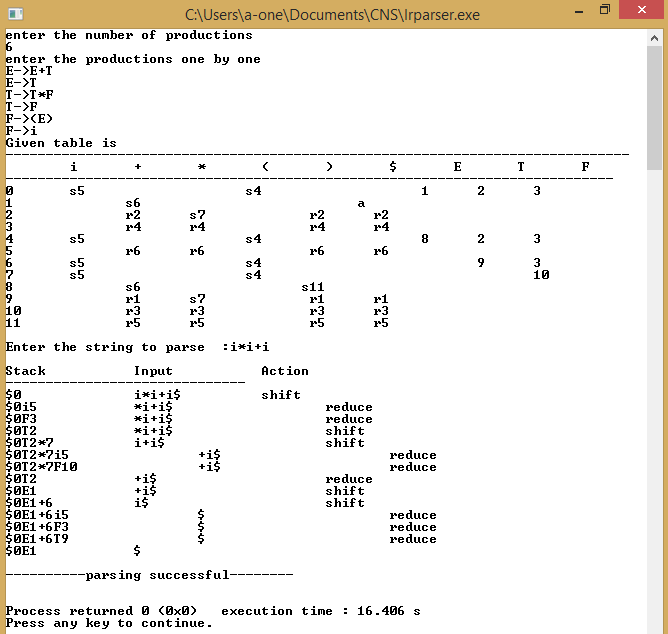 C:\Users\a-one\Documents\CNS\lrparser.exe
enter the number of productions
6
enter the productions one by one
E->E+T
E->T
T->T*F
T->F
F->(E)
F->i
Given table is
------------------------------------------------------------------------------
i + * ( ) $ E T F
----------------------------------------------------------------------------
0 s5 s4 1 2 3
1 s6 a
2 r2 s7 r2 r2
3 r4 r4 r4 r4
4 s5 s4 8 2 3
5 r6 r6 r6 r6
6 s5 s4 9 3
7 s5 s4 10
8 s6 s11
9 r1 s7 r1 r1
10 r3 r3 r3 r3
11 r5 r5 r5 r5
Enter the string to parse :i*i+i
Stack Input Action
------------------------------
$0 i*i+i$ shift
$0i5 *i+i$ reduce
$0F3 *i+i$ reduce
$0T2 *i+i$ shift
$0T2*7 i+i$ shift
$0T2*7i5 +i$ reduce
$0T2*7F10 +i$ reduce
$0T2 +i$ reduce
$0E1 +i$ shift
$0E1+6 i$ shift
$0E1+6i5 $ reduce
$0E1+6F3 $ reduce
$0E1+6T9 $ reduce
$0E1 $
----------parsing successful--------
Process returned 0 (0x0) execution time : 16.406 s
Press any key to continue.